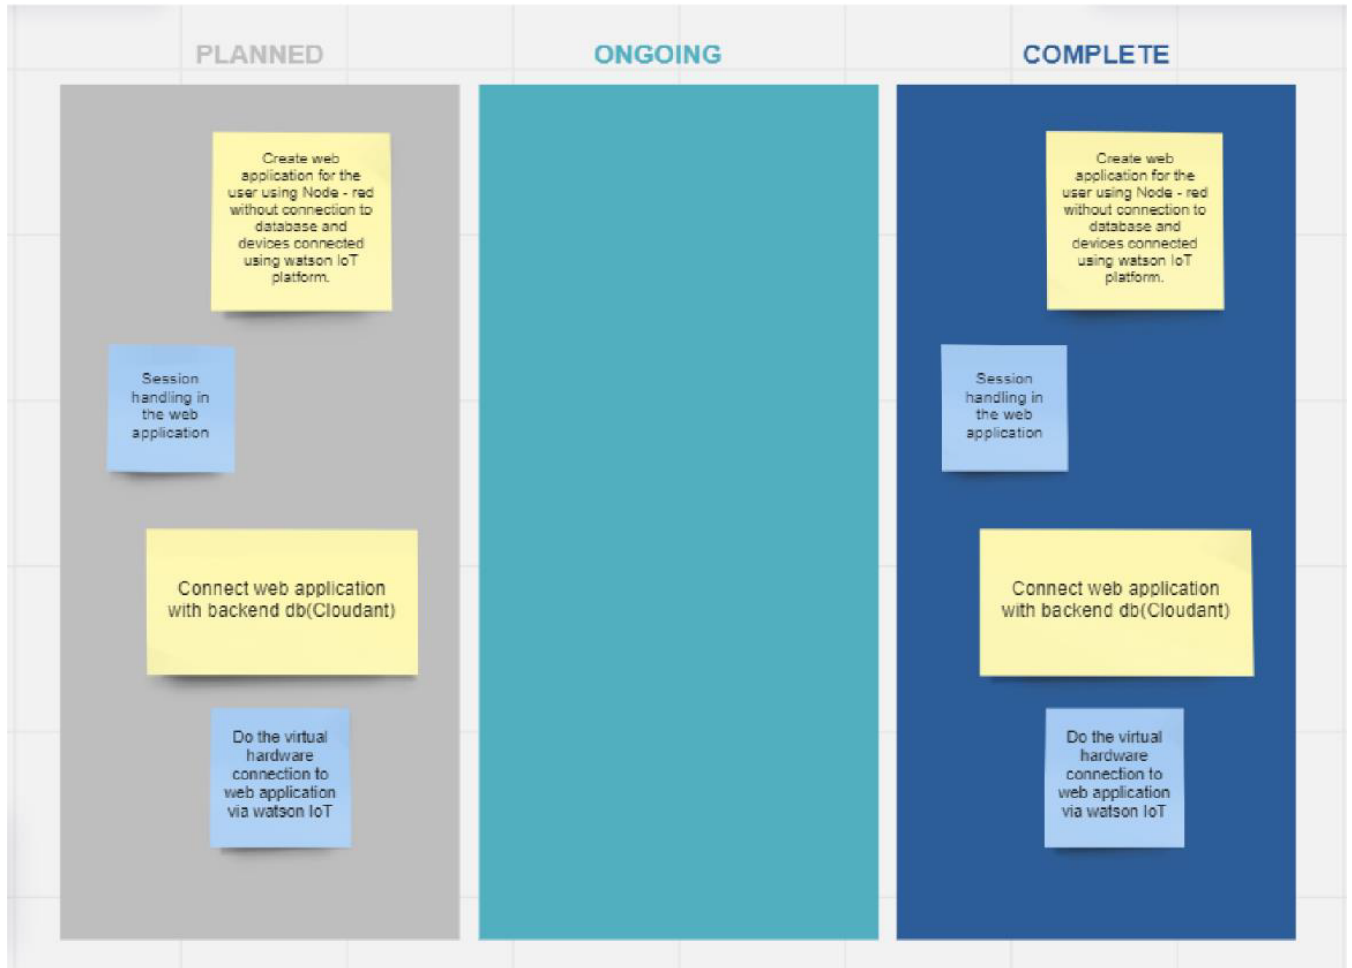 PLANNED
ONGOING
COMPLETE
Create web
application for the
user using Node - red
without connection to
database and
devices connected
using watson IoT
platform.
Session
handling in
the web
application
Connect web application
with backend db(Cloudant)
Do the virtual
hardware
connection to
web application
via watson IoT
Create web
application for the
user using Node - red
without connection to
database and
devices connected
using watson IoT
platform.
Session
handling in
the web
application
Connect web application
with backend db(Cloudant)
Do the virtual
hardware
connection to
web application
via watson IoT